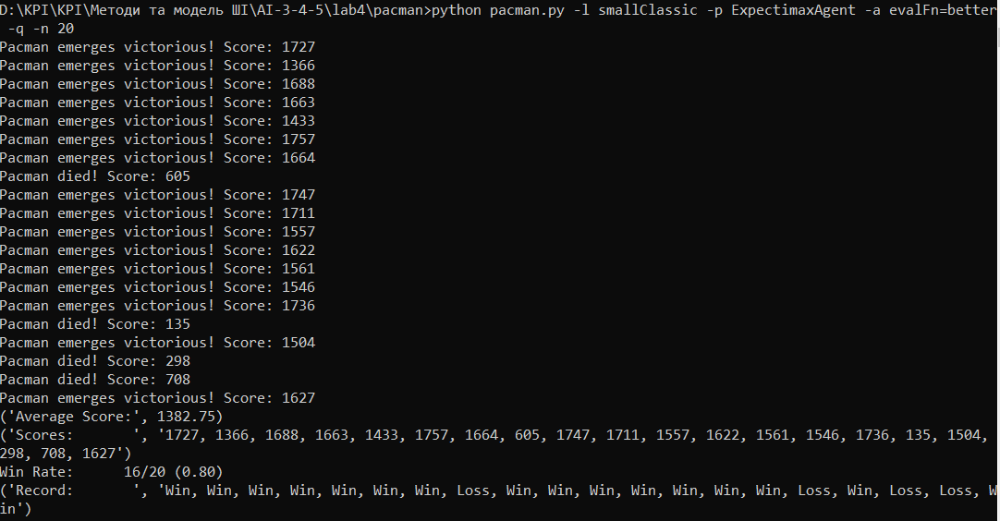 D:\KPI\KPI\Методи та модель ШІ\AI-3-4-5\lab4\pacman>python pacman.py -l smallClassic -p ExpectimaxAgent -a evalFn=better
 -q -n 20
Pacman emerges victorious! Score: 1727
Pacman emerges victorious! Score: 1366
Pacman emerges victorious! Score: 1688
Pacman emerges victorious! Score: 1663
Pacman emerges victorious! Score: 1433
Pacman emerges victorious! Score: 1757
Pacman emerges victorious! Score: 1664
Pacman died! Score: 605
Pacman emerges victorious! Score: 1747
Pacman emerges victorious! Score: 1711
Pacman emerges victorious! Score: 1557
Pacman emerges victorious! Score: 1622
Pacman emerges victorious! Score: 1561
Pacman emerges victorious! Score: 1546
Pacman emerges victorious! Score: 1736
Pacman died! Score: 135
Pacman emerges victorious! Score: 1504
Pacman died! Score: 298
Pacman died! Score: 708
Pacman emerges victorious! Score: 1627
('Average Score:', 1382.75)
('Scores:       ', '1727, 1366, 1688, 1663, 1433, 1757, 1664, 605, 1747, 1711, 1557, 1622, 1561, 1546, 1736, 135, 1504,
298, 708, 1627')
Win Rate:      16/20 (0.80)
('Record:       ', 'Win, Win, Win, Win, Win, Win, Win, Loss, Win, Win, Win, Win, Win, Win, Win, Loss, Win, Loss, Loss, W
in')